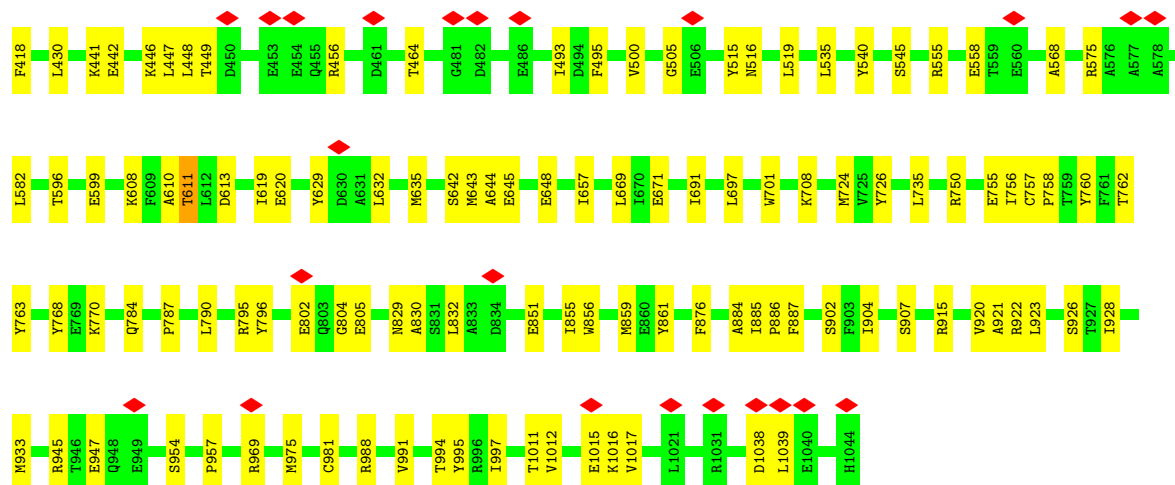 F418 L430 K441 E442 K446 L447 L448 T449 D450 E453 E454 Q455 R456 D461 T464 G481 D482 E486 I493 D494 F495 V500 G505 E506 Y515 N516 L519 L535 Y540 S545 R555 E558 T559 E560 A568 R575 A576 A577 A578
L582 T596 E599 K608 F609 A610 T611 L612 D613 I619 E620 Y629 D630 A631 L632 M635 S642 M643 A644 E645 E648 I657 L669 I670 E671 I691 L697 W701 K708 M724 V725 Y726 L735 R750 E755 I756 C757 P758 T759 Y760 F761 T762
Y763 Y768 E769 K770 Q784 P787 L790 R795 Y796 E802 Q803 G804 E805 N829 A830 S831 L832 A833 D834 E851 I855 W856 M859 E860 Y861 F876 A884 I885 P886 F887 S902 F903 I904 S907 R915 V920 A921 R922 L923 S926 T927 I928
M933 R945 T946 E947 Q948 E949 S954 P957 R969 M975 C981 R988 V991 T994 Y995 R996 I997 T1011 V1012 E1015 K1016 V1017 L1021 R1031 D1038 L1039 E1040 H1044